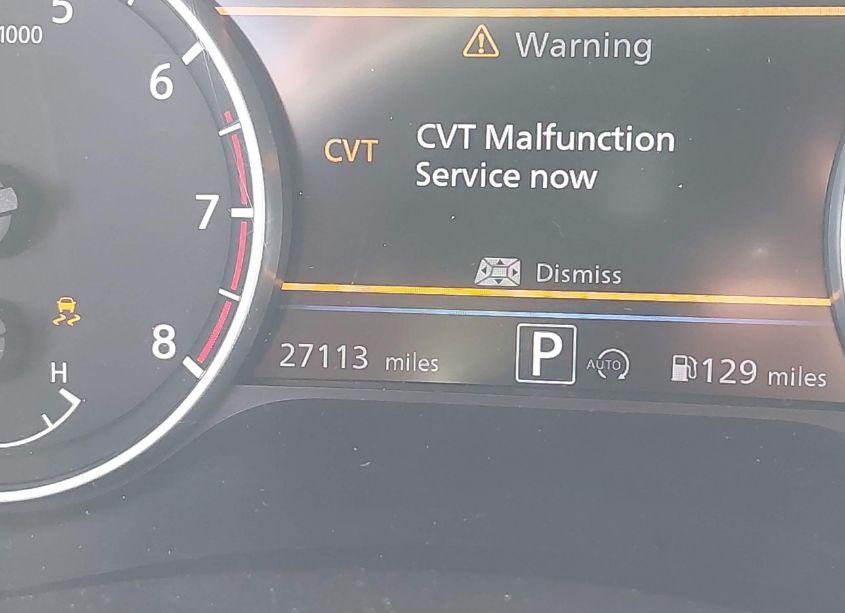 5
1000
6
7
8
H
Warning
CVT
CVT Malfunction
Service now
Dismiss
27113 miles
P
AUTO
129 miles